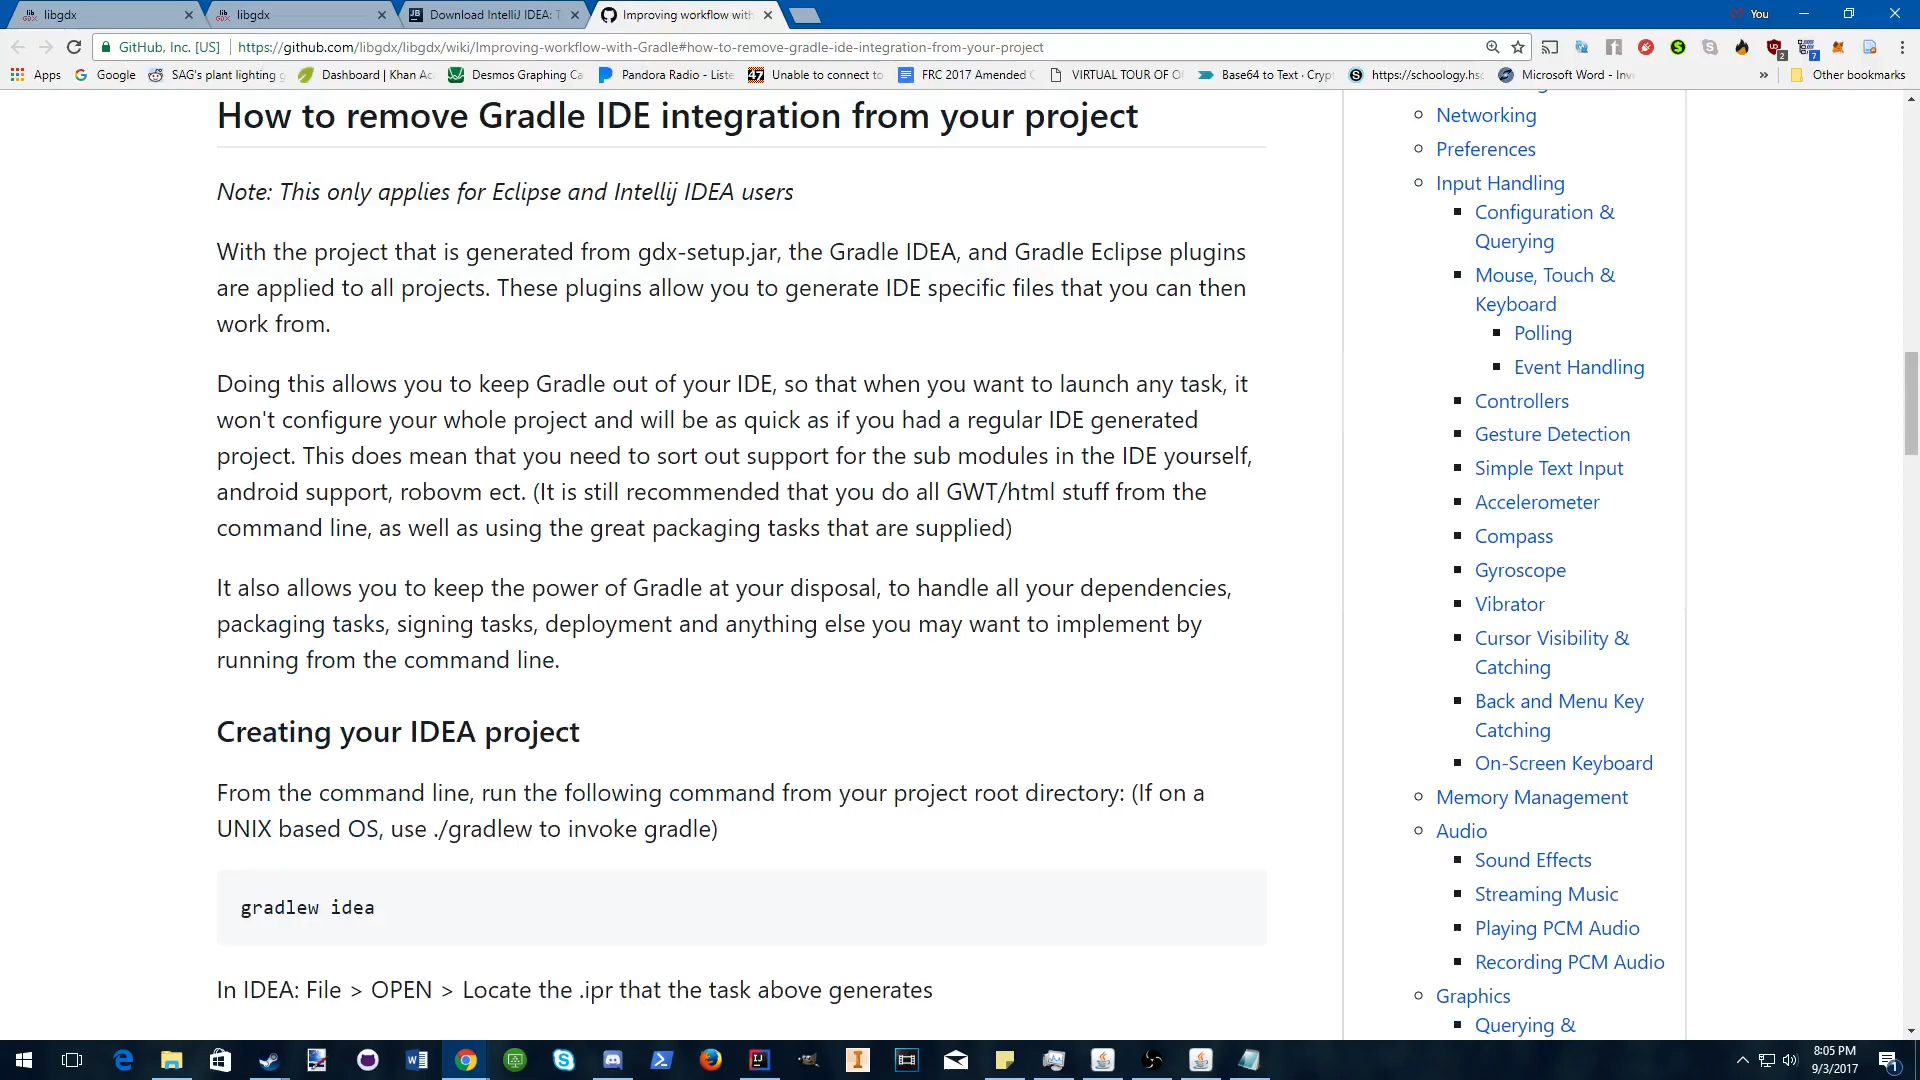 libgdx
libgdx
Download IntelliJ IDEA: T
Improving workflow with
You
GitHub, Inc. [US]
https://github.com/libgdx/libgdx/wiki/Improving-workflow-with-Gradle#how-to-remove-gradle-ide-integration-from-your-project
Apps
Google
SAG's plant lighting g
Dashboard | Khan Aca
Desmos Graphing Ca
Pandora Radio - Liste
47
Unable to connect to
FRC 2017 Amended
VIRTUAL TOUR OF O
Base64 to Text · Crypt
https://schoology.hsc
Microsoft Word - Inv
»
Other bookmarks
How to remove Gradle IDE integration from your project
Note: This only applies for Eclipse and Intellij IDEA users
With the project that is generated from gdx-setup.jar, the Gradle IDEA, and Gradle Eclipse plugins
are applied to all projects. These plugins allow you to generate IDE specific files that you can then
work from.
Doing this allows you to keep Gradle out of your IDE, so that when you want to launch any task, it
won't configure your whole project and will be as quick as if you had a regular IDE generated
project. This does mean that you need to sort out support for the sub modules in the IDE yourself,
android support, robovm ect. (It is still recommended that you do all GWT/html stuff from the
command line, as well as using the great packaging tasks that are supplied)
It also allows you to keep the power of Gradle at your disposal, to handle all your dependencies,
packaging tasks, signing tasks, deployment and anything else you may want to implement by
running from the command line.
Creating your IDEA project
From the command line, run the following command from your project root directory: (If on a
UNIX based OS, use ./gradlew to invoke gradle)
gradlew idea
In IDEA: File > OPEN > Locate the .ipr that the task above generates
Networking
Preferences
Input Handling
Configuration &
Querying
Mouse, Touch &
Keyboard
Polling
Event Handling
Controllers
Gesture Detection
Simple Text Input
Accelerometer
Compass
Gyroscope
Vibrator
Cursor Visibility &
Catching
Back and Menu Key
Catching
On-Screen Keyboard
Memory Management
Audio
Sound Effects
Streaming Music
Playing PCM Audio
Recording PCM Audio
Graphics
Querying &
8:05 PM
9/3/2017